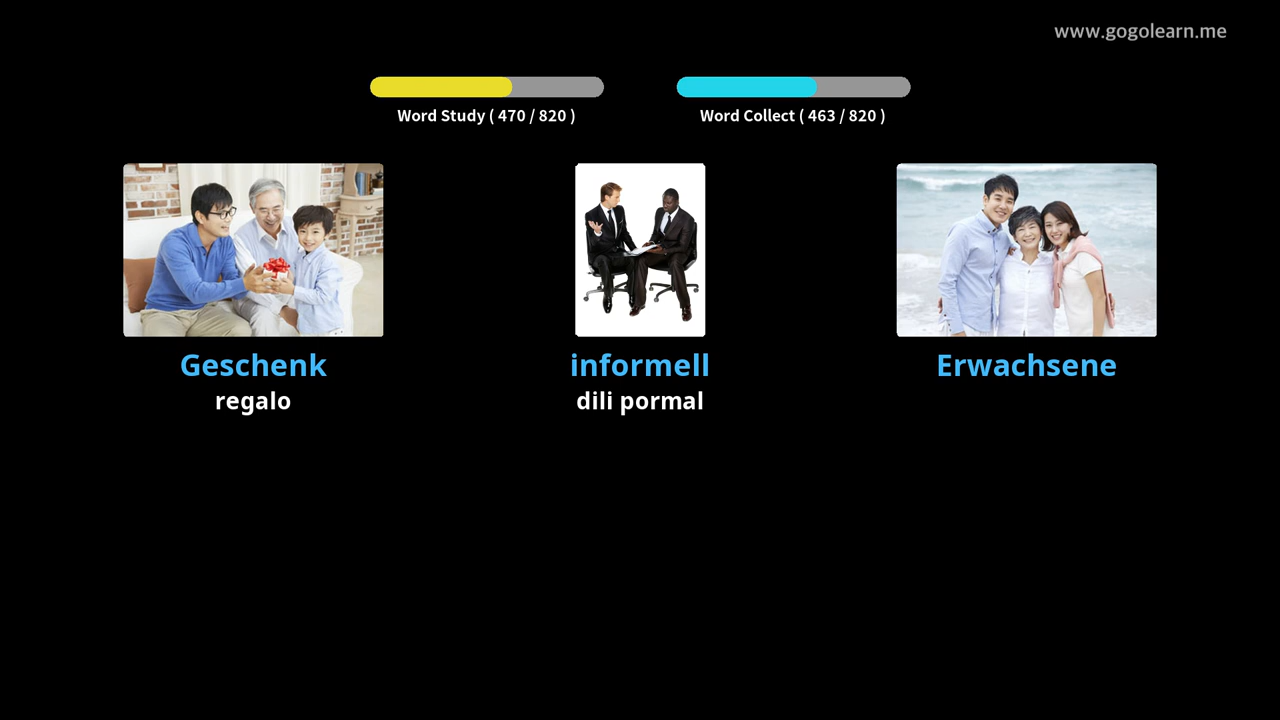 www.gogolearn.me
Word Study ( 470 / 820 )
Word Collect ( 463 / 820 )
Geschenk
regalo
informell
dili pormal
Erwachsene